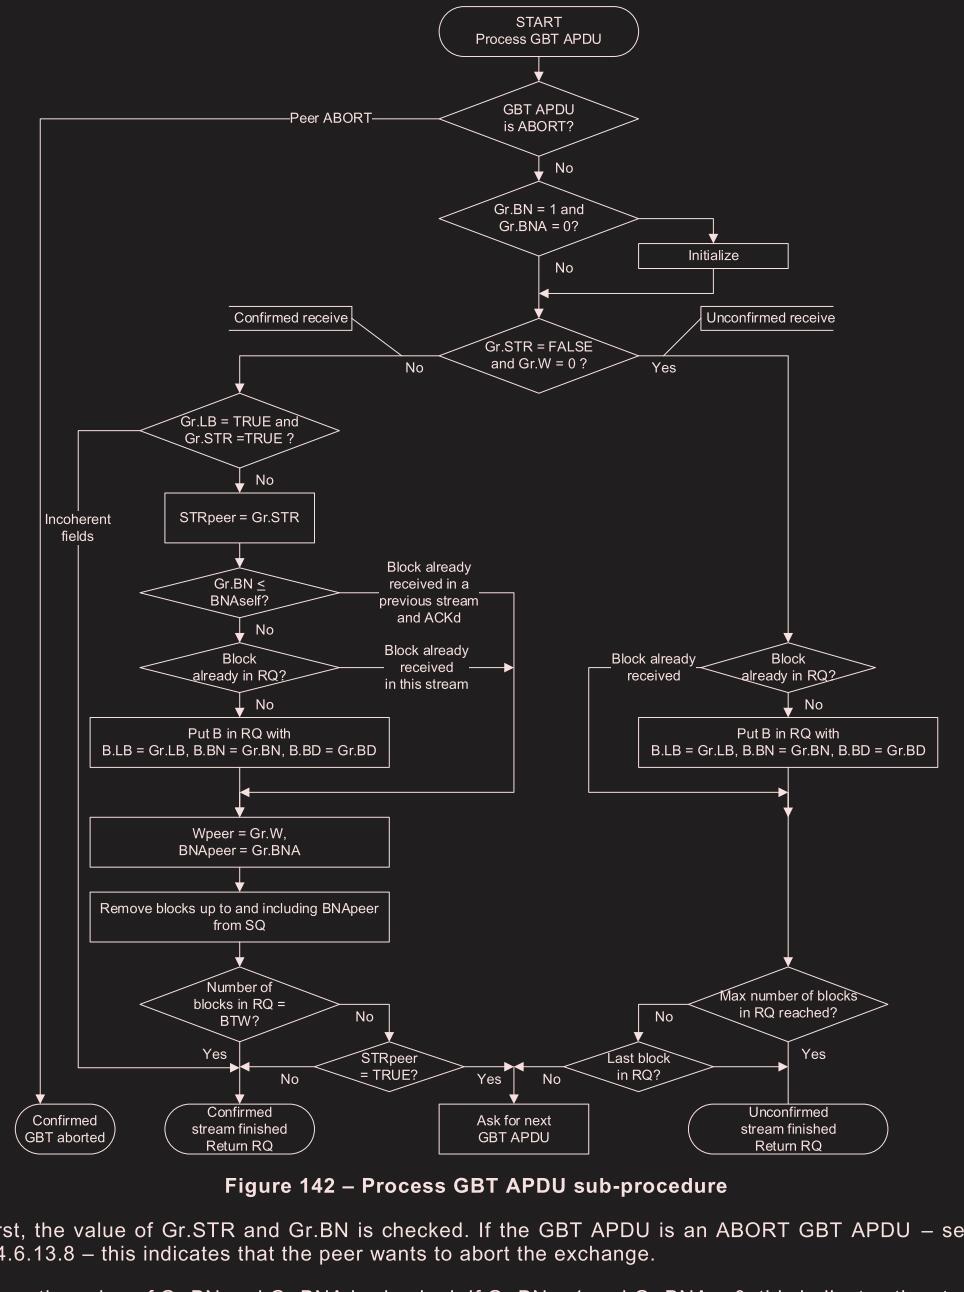 START
Process GBT APDU
GBT APDU
is ABORT?
Peer ABORT
No
Gr.BN = 1 and
Gr.BNA = 0?
Initialize
No
Confirmed receive
Unconfirmed receive
Gr.STR = FALSE
and Gr.W = 0 ?
No
Yes
Gr.LB = TRUE and
Gr.STR =TRUE ?
No
Incoherent
fields
STRpeer = Gr.STR
Gr.BN ≤
BNAself?
Block already
received in a
previous stream
and ACKd
No
Block
already in RQ?
Block already
received
in this stream
Block already
received
Block
already in RQ?
No
No
Put B in RQ with
B.LB = Gr.LB, B.BN = Gr.BN, B.BD = Gr.BD
Put B in RQ with
B.LB = Gr.LB, B.BN = Gr.BN, B.BD = Gr.BD
Wpeer = Gr.W,
BNApeer = Gr.BNA
Remove blocks up to and including BNApeer
from SQ
Number of
blocks in RQ =
BTW?
No
Max number of blocks
in RQ reached?
No
Yes
STRpeer
= TRUE?
Last block
in RQ?
Yes
No
Yes
No
Confirmed
GBT aborted
Confirmed
stream finished
Return RQ
Ask for next
GBT APDU
Unconfirmed
stream finished
Return RQ
Figure 142 – Process GBT APDU sub-procedure
rst, the value of Gr.STR and Gr.BN is checked. If the GBT APDU is an ABORT GBT APDU – se
4.6.13.8 – this indicates that the peer wants to abort the exchange.